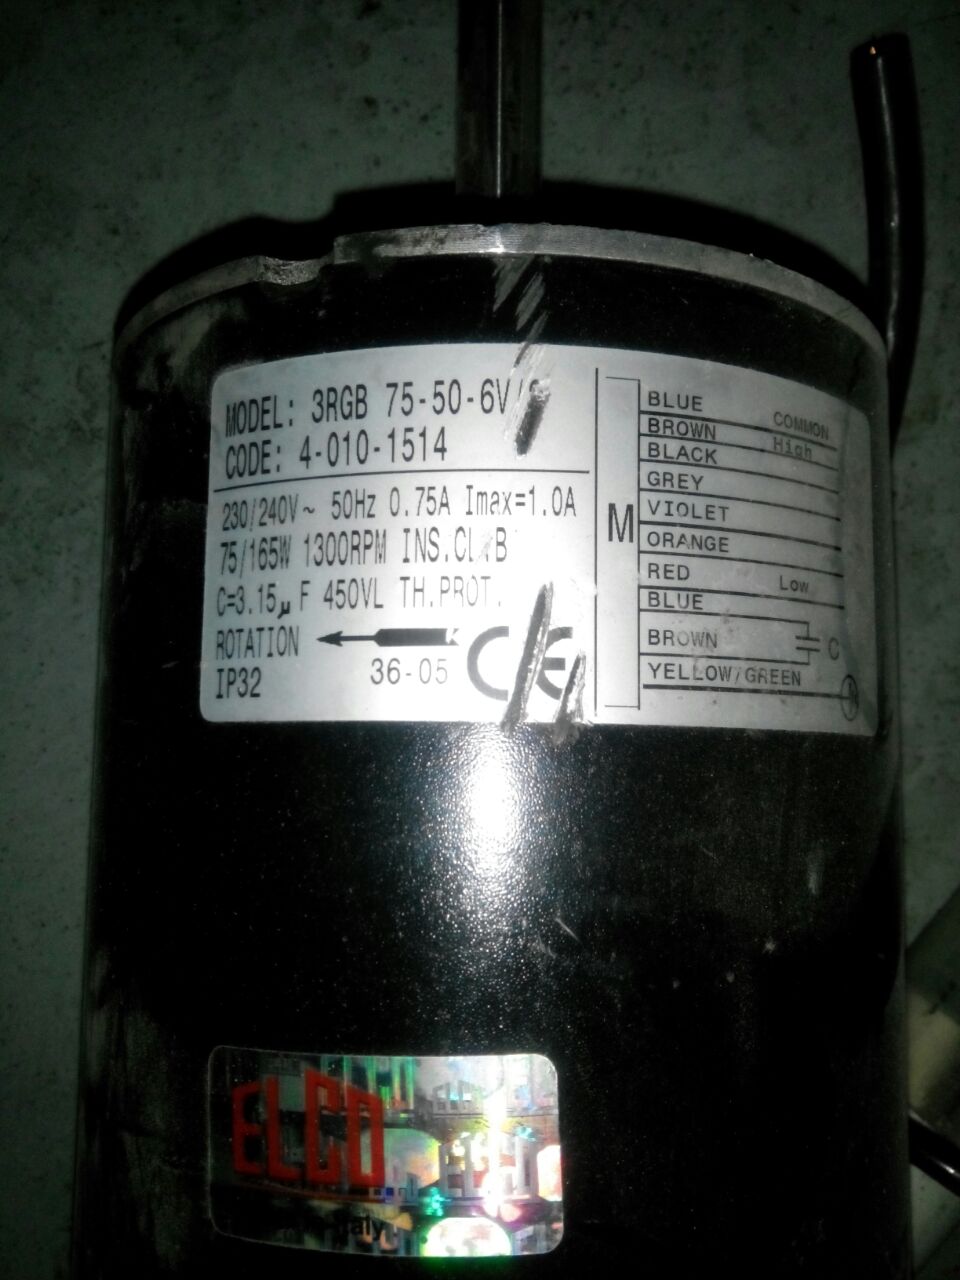 MODEL: 3RGB 75-50-6V/
CODE: 4-010-1514
230/240V~ 50Hz 0.75A Imax=1.0A
75/165W 1300RPM INS.CL.B
C=3.15µF 450VL TH.PROT.
ROTATION
IP32 36-05 CE
M
BLUE COMMON
BROWN High
BLACK
GREY
VIOLET
ORANGE
RED Low
BLUE
BROWN C
YELLOW/GREEN
ELCO